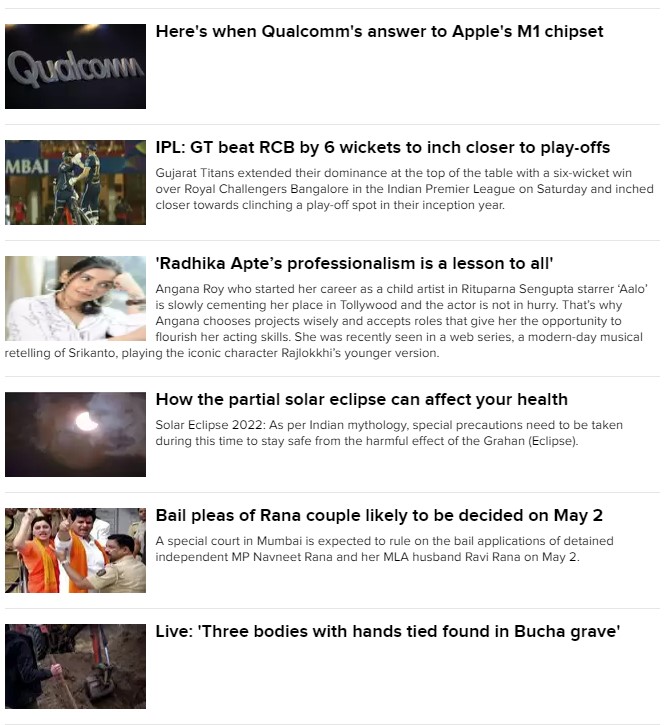 Qualcomm
Here's when Qualcomm's answer to Apple's M1 chipset
MBAI
IPL: GT beat RCB by 6 wickets to inch closer to play-offs
Gujarat Titans extended their dominance at the top of the table with a six-wicket win
over Royal Challengers Bangalore in the Indian Premier League on Saturday and inched
closer towards clinching a play-off spot in their inception year.
'Radhika Apte’s professionalism is a lesson to all'
Angana Roy who started her career as a child artist in Rituparna Sengupta starrer ‘Aalo’
is slowly cementing her place in Tollywood and the actor is not in hurry. That’s why
Angana chooses projects wisely and accepts roles that give her the opportunity to
flourish her acting skills. She was recently seen in a web series, a modern-day musical
retelling of Srikanto, playing the iconic character Rajlokkhi’s younger version.
How the partial solar eclipse can affect your health
Solar Eclipse 2022: As per Indian mythology, special precautions need to be taken
during this time to stay safe from the harmful effect of the Grahan (Eclipse).
Bail pleas of Rana couple likely to be decided on May 2
A special court in Mumbai is expected to rule on the bail applications of detained
independent MP Navneet Rana and her MLA husband Ravi Rana on May 2.
Live: 'Three bodies with hands tied found in Bucha grave'